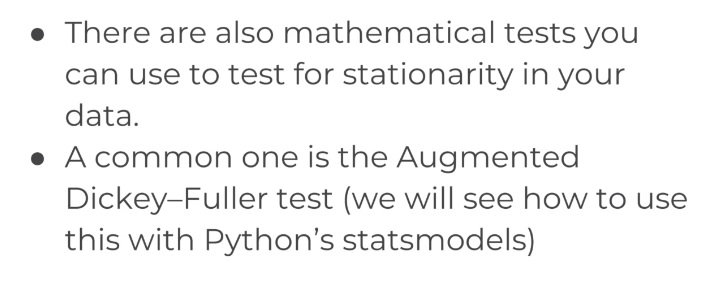 ● There are also mathematical tests you
can use to test for stationarity in your
data.
● A common one is the Augmented
Dickey–Fuller test (we will see how to use
this with Python’s statsmodels)